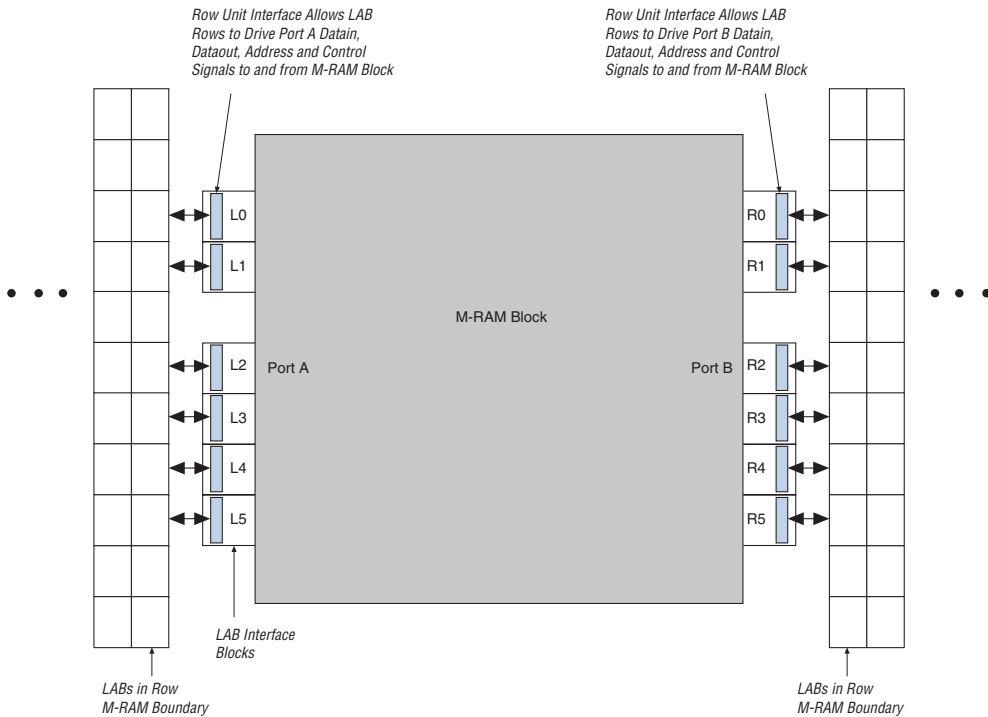 Row Unit Interface Allows LAB
Rows to Drive Port A Datain,
Dataout, Address and Control
Signals to and from M-RAM Block
Row Unit Interface Allows LAB
Rows to Drive Port B Datain,
Dataout, Address and Control
Signals to and from M-RAM Block
L0
R0
L1
R1
M-RAM Block
L2
Port A
Port B
R2
L3
R3
L4
R4
L5
R5
LAB Interface
Blocks
LABs in Row
M-RAM Boundary
LABs in Row
M-RAM Boundary